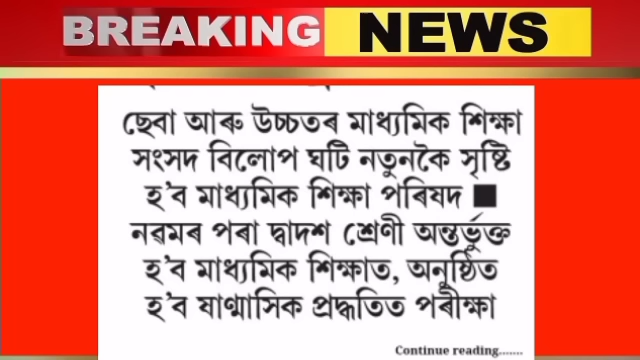 BREAKING NEWS
ছেবা আৰু উচ্চতৰ মাধ্যমিক শিক্ষা
সংসদ বিলোপ ঘটি নতুনকৈ সৃষ্টি
হ'ব মাধ্যমিক শিক্ষা পৰিষদ ■
নৱমৰ পৰা দ্বাদশ শ্ৰেণী অন্তৰ্ভূক্ত
হ'ব মাধ্যমিক শিক্ষাত, অনুষ্ঠিত
হ'ব ষাণ্মাসিক প্ৰদ্ধতিত পৰীক্ষা
Continue reading.......